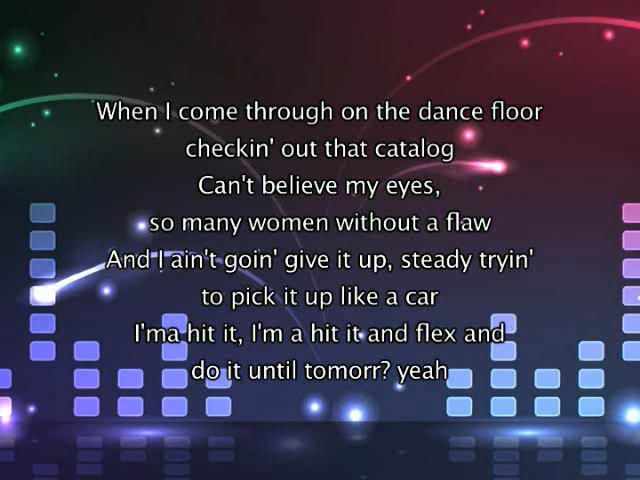 When I come through on the dance floor
checkin' out that catalog
Can't believe my eyes,
so many women without a flaw
And I ain't goin' give it up, steady tryin'
to pick it up like a car
I'ma hit it, I'm a hit it and flex and
do it until tomorr? yeah